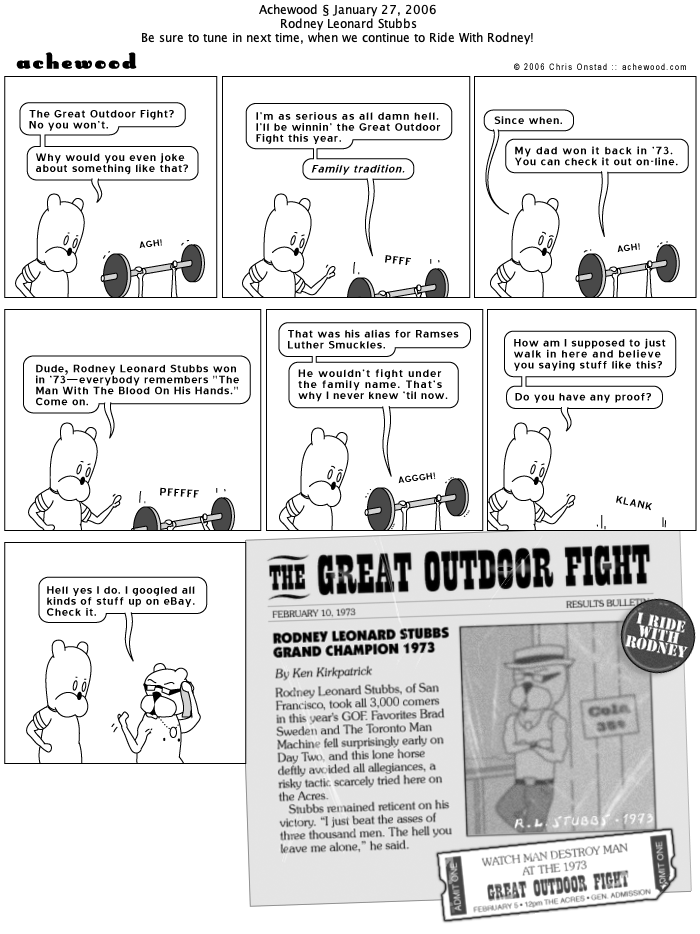 Achewood § January 27, 2006
Rodney Leonard Stubbs
Be sure to tune in next time, when we continue to Ride With Rodney!
achewood
© 2006 Chris Onstad :: achewood.com
The Great Outdoor Fight?
No you won't.
Why would you even joke
about something like that?
AGH!
I'm as serious as all damn hell.
I'll be winnin' the Great Outdoor
Fight this year.
Family tradition.
PFFF
Since when.
My dad won it back in '73.
You can check it out on-line.
AGH!
Dude, Rodney Leonard Stubbs won
in '73—everybody remembers "The
Man With The Blood On His Hands."
Come on.
PFFFFF
That was his alias for Ramses
Luther Smuckles.
He wouldn't fight under
the family name. That's
why I never knew 'til now.
AGGGH!
How am I supposed to just
walk in here and believe
you saying stuff like this?
Do you have any proof?
KLANK
Hell yes I do. I googled all
kinds of stuff up on eBay.
Check it.
THE GREAT OUTDOOR FIGHT
FEBRUARY 10, 1973
RESULTS BULLETIN
I RIDE
WITH
RODNEY
RODNEY LEONARD STUBBS
GRAND CHAMPION 1973
By Ken Kirkpatrick
Rodney Leonard Stubbs, of San
Francisco, took all 3,000 comers
in this year's GOF. Favorites Brad
Sweden and The Toronto Man
Machine fell surprisingly early on
Day Two, and this lone horse
deftly avoided all allegiances, a
risky tactic scarcely tried here on
the Acres.
Stubbs remained reticent on his
victory. "I just beat the asses of
three thousand men. The hell you
leave me alone," he said.
Cola
35¢
R.L. STUBBS · 1973
ADMIT ONE
WATCH MAN DESTROY MAN
AT THE 1973
GREAT OUTDOOR FIGHT
FEBRUARY 5 • 12pm THE ACRES • GEN. ADMISSION
ADMIT ONE